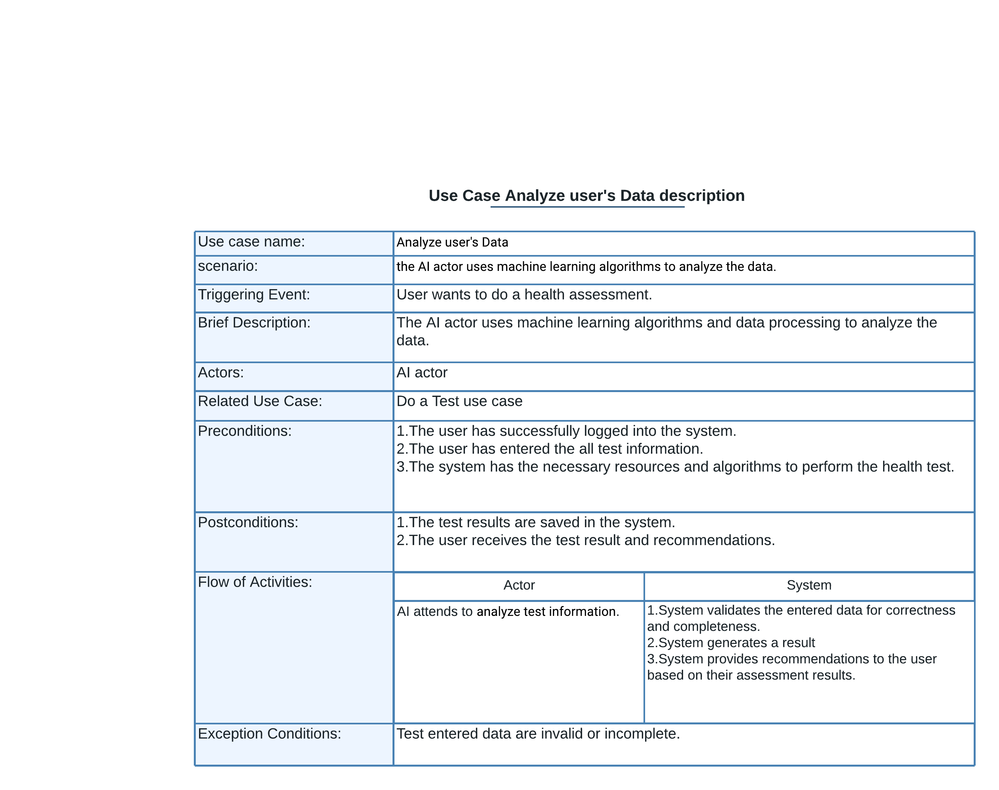 Use Case Analyze user's Data description
Use case name:
Analyze user's Data
scenario:
the AI actor uses machine learning algorithms to analyze the data.
Triggering Event:
User wants to do a health assessment.
Brief Description:
The AI actor uses machine learning algorithms and data processing to analyze the
data.
Actors:
AI actor
Related Use Case:
Do a Test use case
Preconditions:
1.The user has successfully logged into the system.
2.The user has entered the all test information.
3.The system has the necessary resources and algorithms to perform the health test.
Postconditions:
1.The test results are saved in the system.
2.The user receives the test result and recommendations.
Flow of Activities:
Actor
System
AI attends to analyze test information.
1.System validates the entered data for correctness
and completeness.
2.System generates a result
3.System provides recommendations to the user
based on their assessment results.
Exception Conditions:
Test entered data are invalid or incomplete.